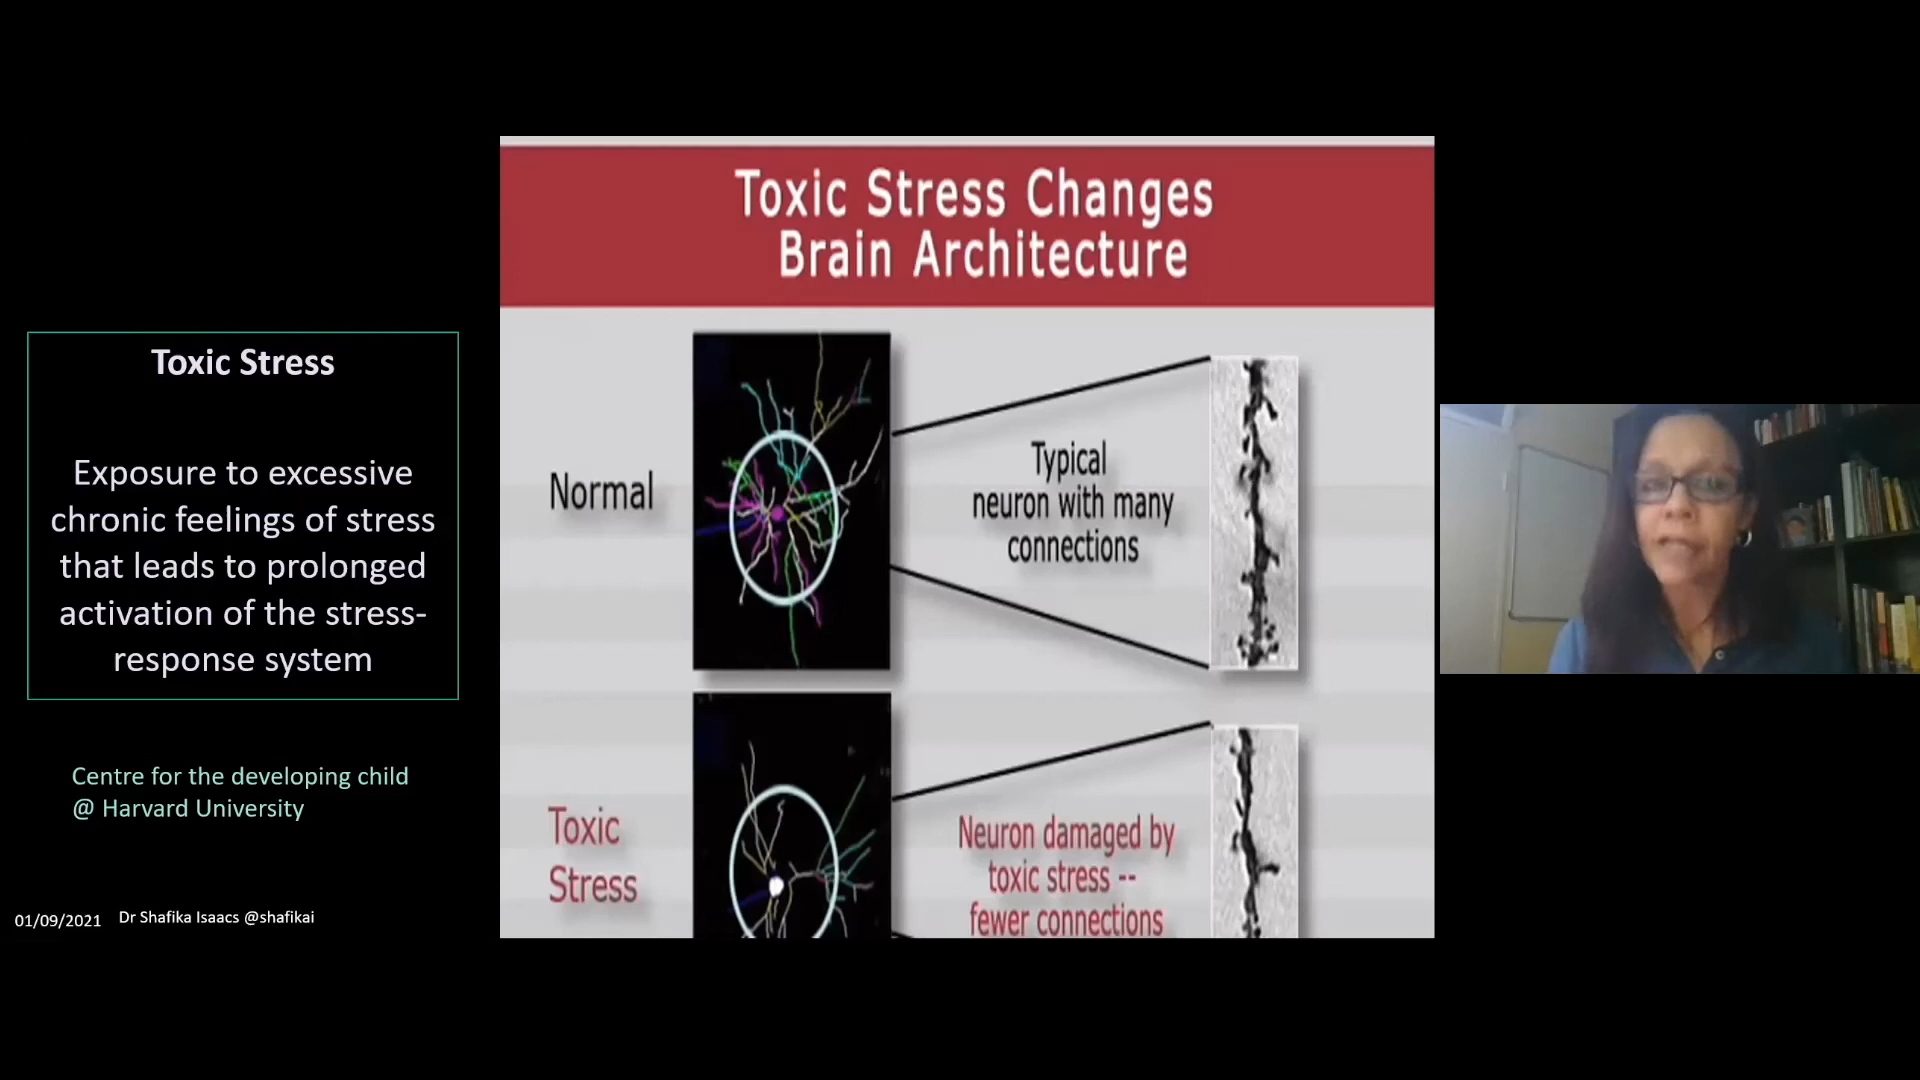 Toxic Stress
Exposure to excessive
chronic feelings of stress
that leads to prolonged
activation of the stress-
response system
Centre for the developing child
@ Harvard University
01/09/2021 Dr Shafika Isaacs @shafikai
Toxic Stress Changes
Brain Architecture
Normal
Typical
neuron with many
connections
Toxic
Stress
Neuron damaged by
toxic stress --
fewer connections